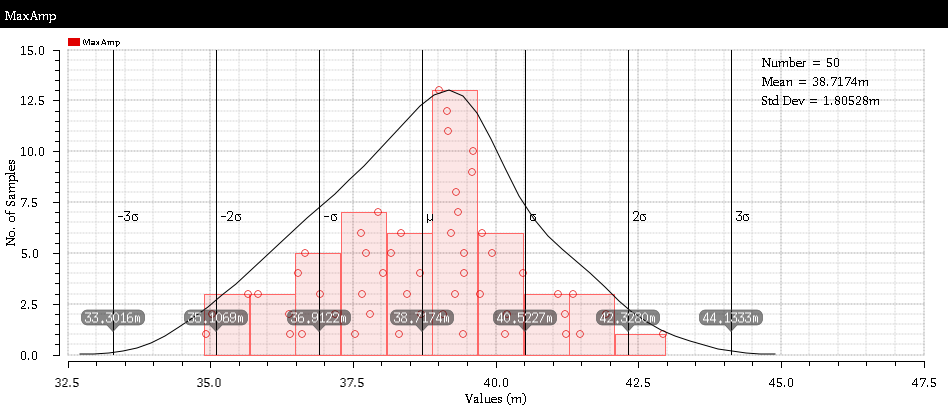 MaxAmp
MaxAmp
Number = 50
Mean = 38.7174m
Std Dev = 1.80528m
No. of Samples
15.0
12.5
10.0
7.5
5.0
2.5
0.0
-3σ -2σ -σ μ σ 2σ 3σ
33.3016m 35.1069m 36.9122m 38.7174m 40.5227m 42.3280m 44.1333m
32.5 35.0 37.5 40.0 42.5 45.0 47.5
Values (m)